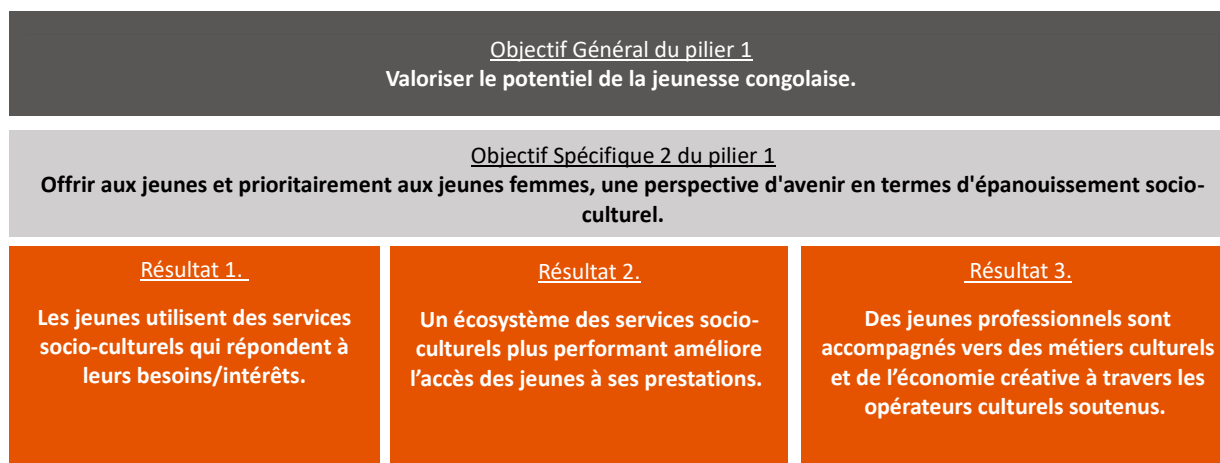 Objectif Général du pilier 1
Valoriser le potentiel de la jeunesse congolaise.
Objectif Spécifique 2 du pilier 1
Offrir aux jeunes et prioritairement aux jeunes femmes, une perspective d'avenir en termes d'épanouissement socio-
culturel.
Résultat 1.
Les jeunes utilisent des services
socio-culturels qui répondent à
leurs besoins/intérêts.
Résultat 2.
Un écosystème des services socio-
culturels plus performant améliore
l’accès des jeunes à ses prestations.
Résultat 3.
Des jeunes professionnels sont
accompagnés vers des métiers culturels
et de l’économie créative à travers les
opérateurs culturels soutenus.